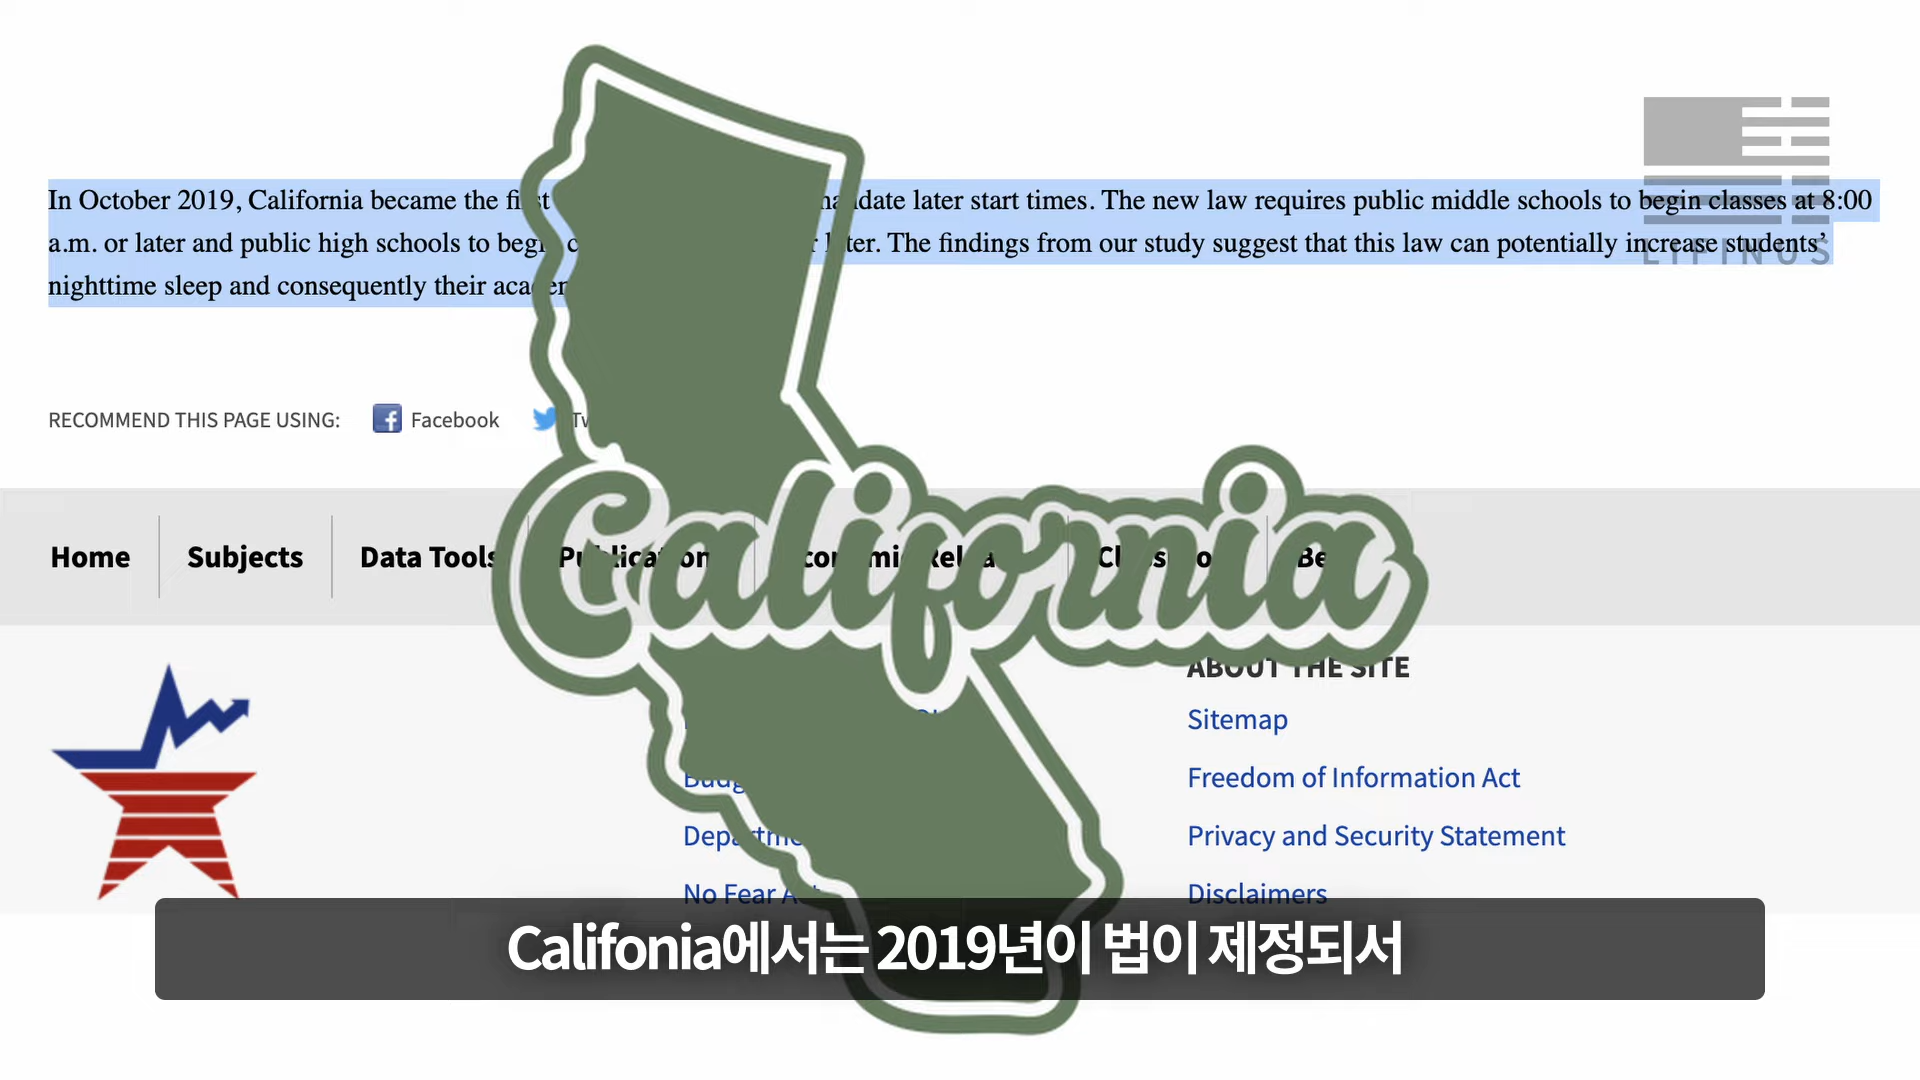 In October 2019, California became the first date later start times. The new law requires public middle schools to begin classes at 8:00
a.m. or later and public high schools to begin The findings from our study suggest that this law can potentially increase students’
nighttime sleep and consequently their
LIFINUS
RECOMMEND THIS PAGE USING: Facebook
California
Home Subjects Data Tools
ABOUT THE SITE
Sitemap
Freedom of Information Act
Privacy and Security Statement
No Fear Disclaimers
Califonia에서는 2019년이 법이 제정되서